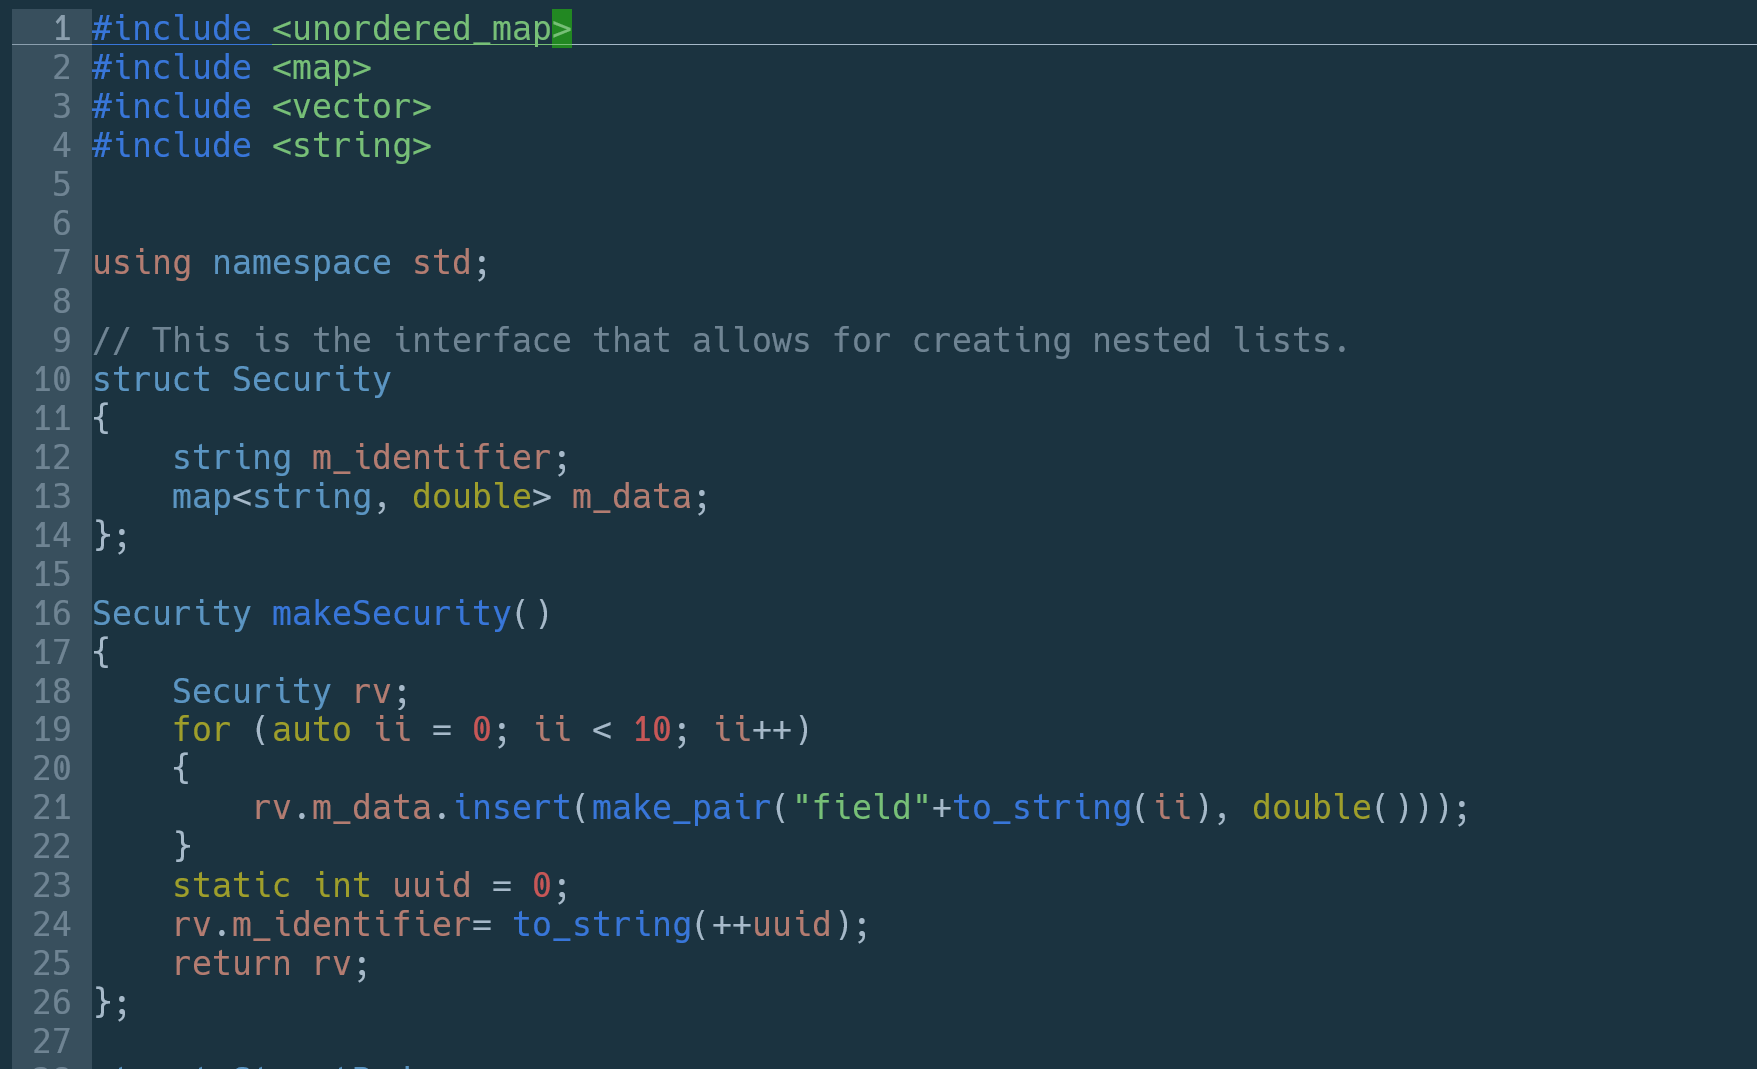 1 #include <unordered_map>
2 #include <map>
3 #include <vector>
4 #include <string>
5
6
7 using namespace std;
8
9 // This is the interface that allows for creating nested lists.
10 struct Security
11 {
12     string m_identifier;
13     map<string, double> m_data;
14 };
15
16 Security makeSecurity()
17 {
18     Security rv;
19     for (auto ii = 0; ii < 10; ii++)
20     {
21         rv.m_data.insert(make_pair("field"+to_string(ii), double()));
22     }
23     static int uuid = 0;
24     rv.m_identifier= to_string(++uuid);
25     return rv;
26 };
27